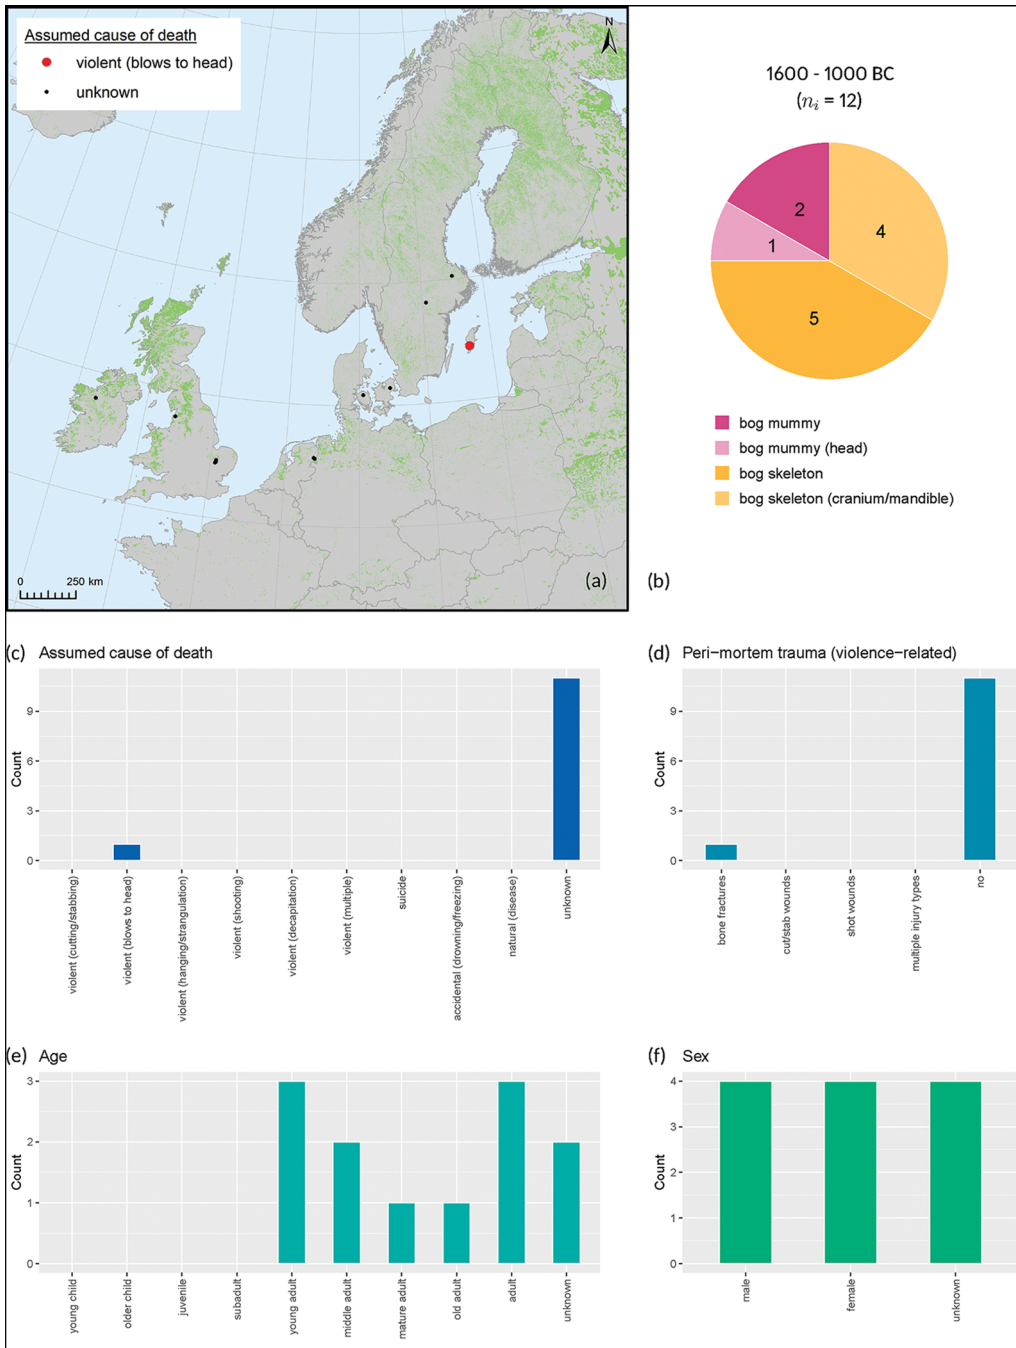 Assumed cause of death
violent (blows to head)
unknown
N
0 250 km
(a)
1600 - 1000 BC
(nᵢ = 12)
2
4
1
5
bog mummy
bog mummy (head)
bog skeleton
bog skeleton (cranium/mandible)
(b)
(c) Assumed cause of death
Count
9
6
3
0
violent (cutting/stabbing)
violent (blows to head)
violent (hanging/strangulation)
violent (shooting)
violent (decapitation)
violent (multiple)
suicide
accidental (drowning/freezing)
natural (disease)
unknown
(d) Peri−mortem trauma (violence−related)
Count
9
6
3
0
bone fractures
cut/stab wounds
shot wounds
multiple injury types
no
(e) Age
Count
3
2
1
0
young child
older child
juvenile
subadult
young adult
middle adult
mature adult
old adult
adult
unknown
(f) Sex
Count
4
3
2
1
0
male
female
unknown